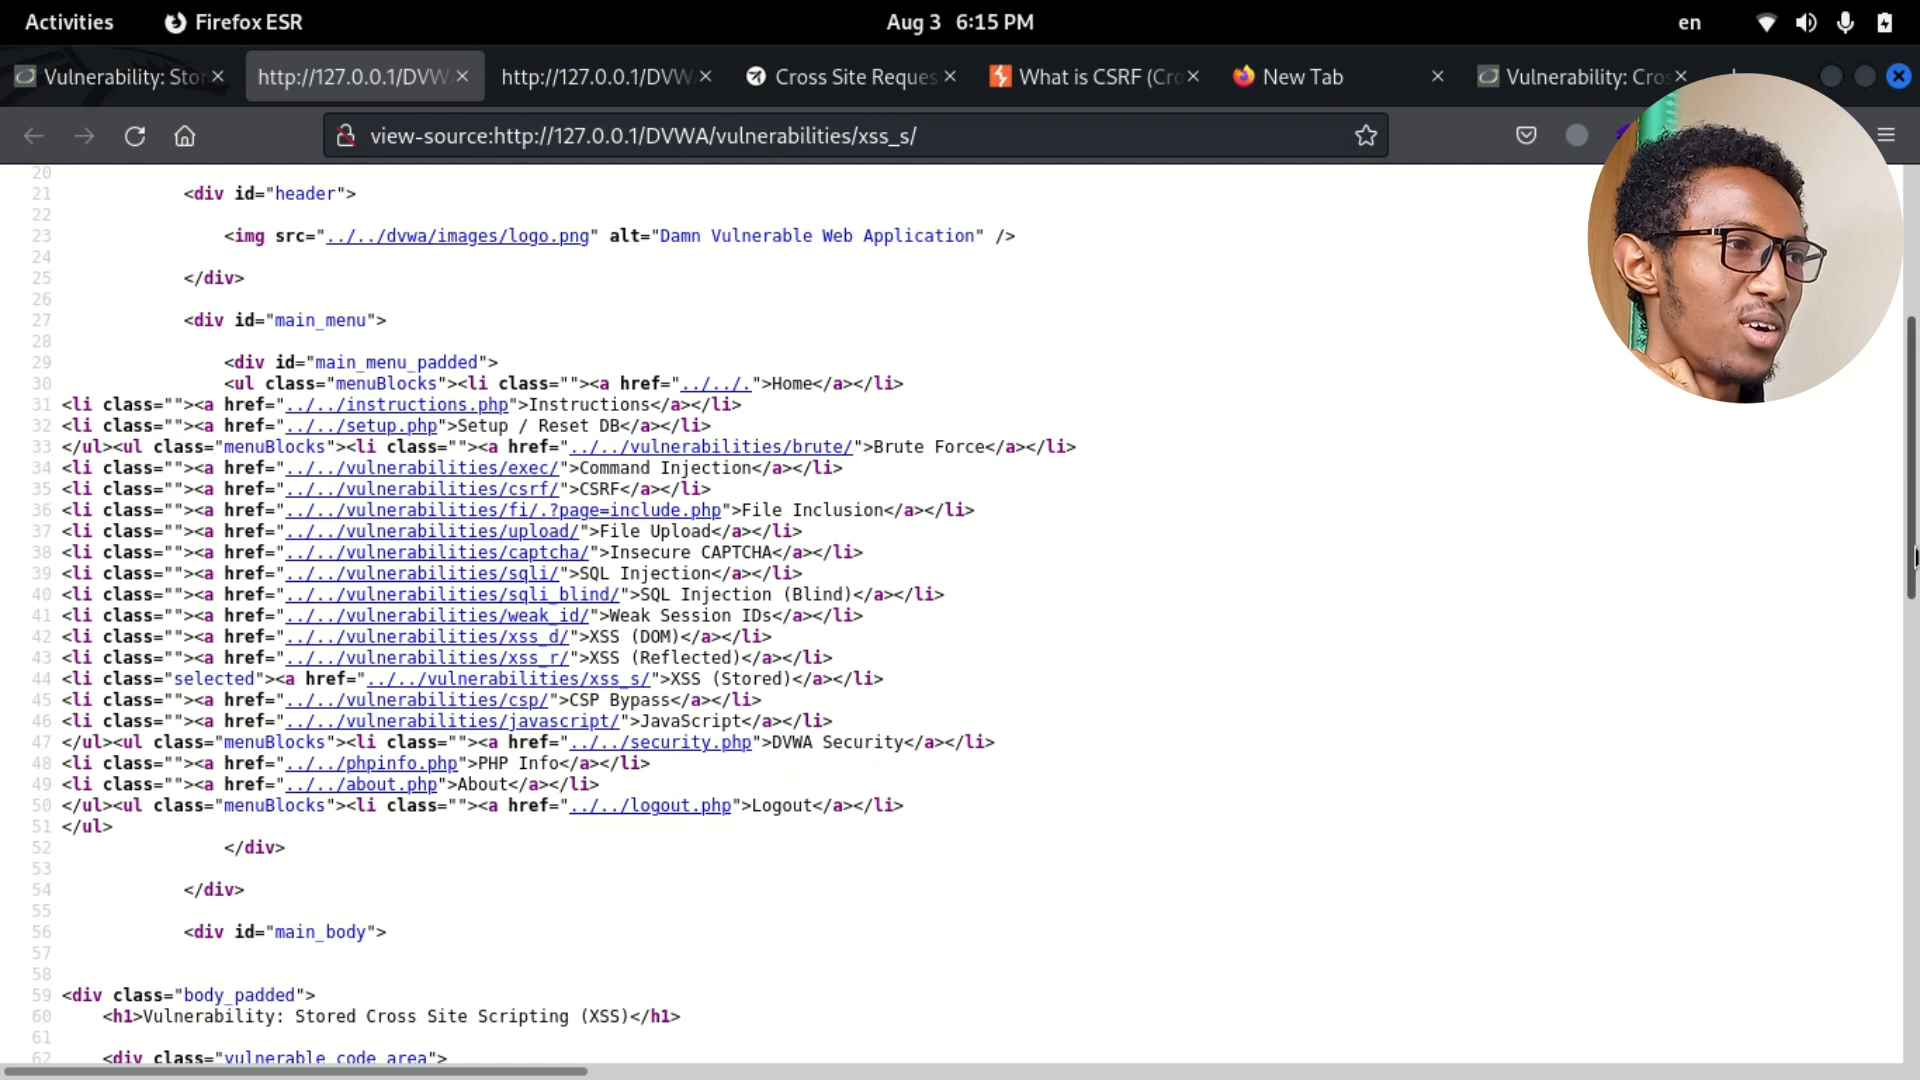 Activities Firefox ESR Aug 3 6:15 PM en
Vulnerability: Stor http://127.0.0.1/DVW http://127.0.0.1/DVW Cross Site Reques What is CSRF (Cro New Tab Vulnerability: Cros
view-source:http://127.0.0.1/DVWA/vulnerabilities/xss_s/
20
21 <div id="header">
22
23 <img src="../../dvwa/images/logo.png" alt="Damn Vulnerable Web Application" />
24
25 </div>
26
27 <div id="main_menu">
28
29 <div id="main_menu_padded">
30 <ul class="menuBlocks"><li class=""><a href="../../.">Home</a></li>
31 <li class=""><a href="../../instructions.php">Instructions</a></li>
32 <li class=""><a href="../../setup.php">Setup / Reset DB</a></li>
33 </ul><ul class="menuBlocks"><li class=""><a href="../../vulnerabilities/brute/">Brute Force</a></li>
34 <li class=""><a href="../../vulnerabilities/exec/">Command Injection</a></li>
35 <li class=""><a href="../../vulnerabilities/csrf/">CSRF</a></li>
36 <li class=""><a href="../../vulnerabilities/fi/.?page=include.php">File Inclusion</a></li>
37 <li class=""><a href="../../vulnerabilities/upload/">File Upload</a></li>
38 <li class=""><a href="../../vulnerabilities/captcha/">Insecure CAPTCHA</a></li>
39 <li class=""><a href="../../vulnerabilities/sqli/">SQL Injection</a></li>
40 <li class=""><a href="../../vulnerabilities/sqli_blind/">SQL Injection (Blind)</a></li>
41 <li class=""><a href="../../vulnerabilities/weak_id/">Weak Session IDs</a></li>
42 <li class=""><a href="../../vulnerabilities/xss_d/">XSS (DOM)</a></li>
43 <li class=""><a href="../../vulnerabilities/xss_r/">XSS (Reflected)</a></li>
44 <li class="selected"><a href="../../vulnerabilities/xss_s/">XSS (Stored)</a></li>
45 <li class=""><a href="../../vulnerabilities/csp/">CSP Bypass</a></li>
46 <li class=""><a href="../../vulnerabilities/javascript/">JavaScript</a></li>
47 </ul><ul class="menuBlocks"><li class=""><a href="../../security.php">DVWA Security</a></li>
48 <li class=""><a href="../../phpinfo.php">PHP Info</a></li>
49 <li class=""><a href="../../about.php">About</a></li>
50 </ul><ul class="menuBlocks"><li class=""><a href="../../logout.php">Logout</a></li>
51 </ul>
52 </div>
53
54 </div>
55
56 <div id="main_body">
57
58
59 <div class="body_padded">
60 <h1>Vulnerability: Stored Cross Site Scripting (XSS)</h1>
61
62 <div class="vulnerable_code_area">